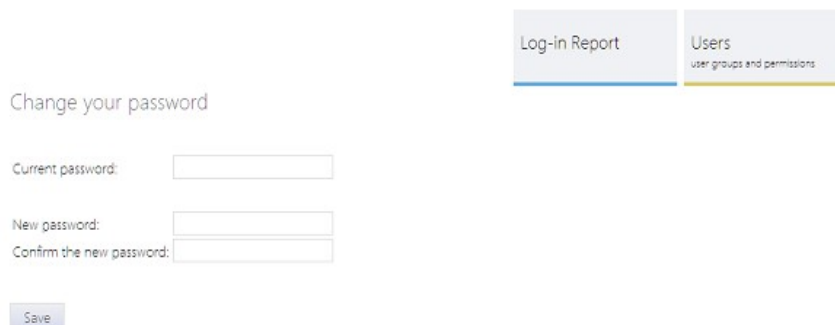 Log-in Report
Users
user groups and permissions
Change your password
Current password:
New password:
Confirm the new password:
Save